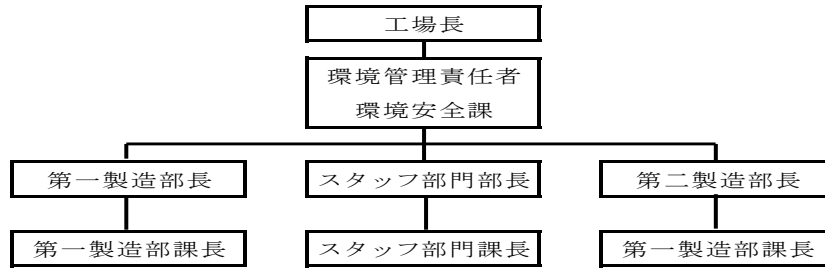 工場長
環境管理責任者
環境安全課
第一製造部長
スタッフ部門部長
第二製造部長
第一製造部課長
スタッフ部門課長
第一製造部課長